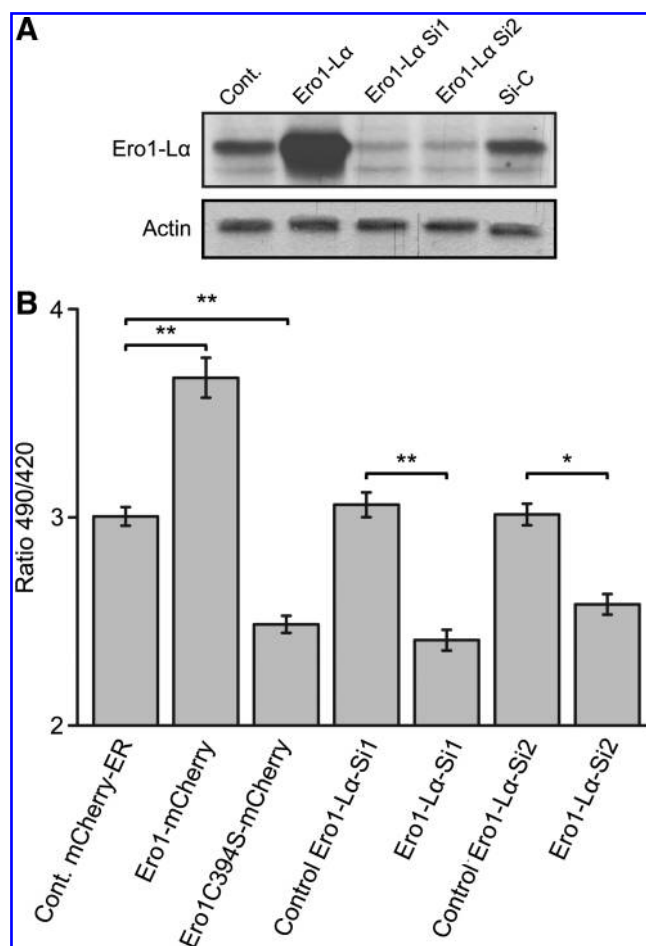 A
Cont.
Ero1-Lα
Ero1-Lα Si1
Ero1-Lα Si2
Si-C
Ero1-Lα
Actin
B
4
3
2
Ratio 490/420
**
**
**
*
Cont. mCherry-ER
Ero1-mCherry
Ero1C394S-mCherry
Control Ero1-Lα-Si1
Ero1-Lα-Si1
Control Ero1-Lα-Si2
Ero1-Lα-Si2